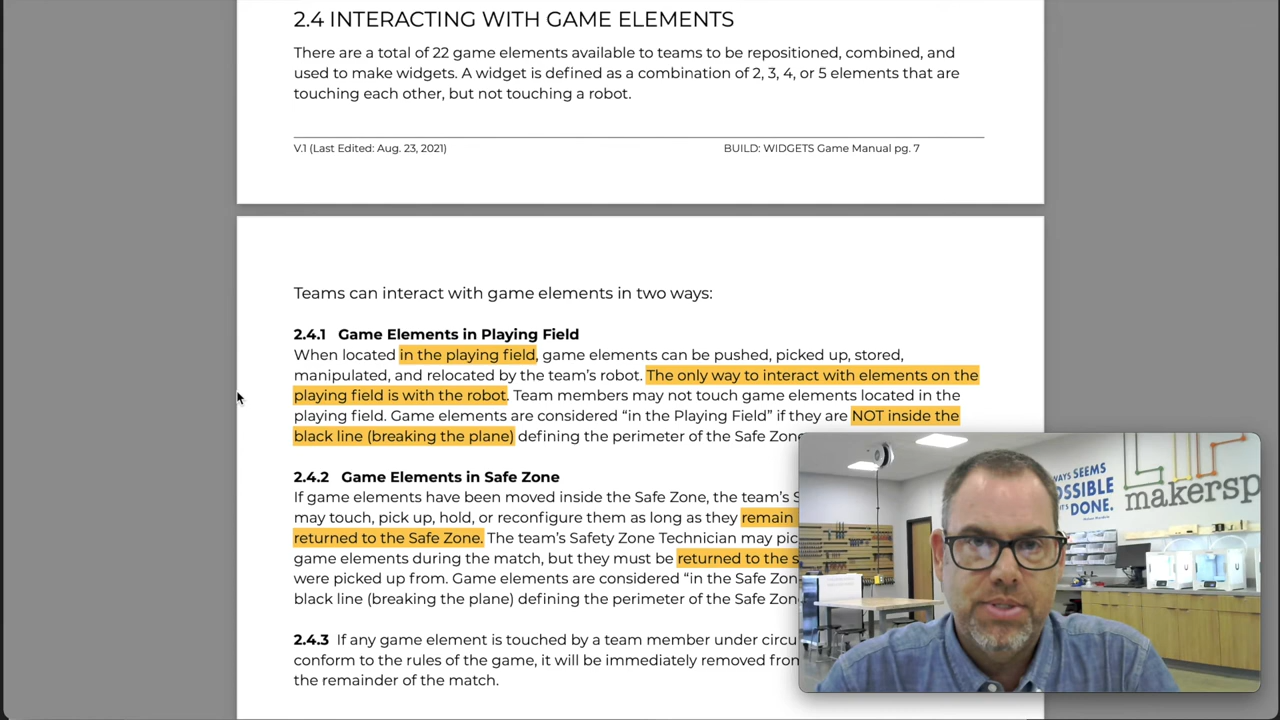 2.4 INTERACTING WITH GAME ELEMENTS
There are a total of 22 game elements available to teams to be repositioned, combined, and
used to make widgets. A widget is defined as a combination of 2, 3, 4, or 5 elements that are
touching each other, but not touching a robot.
V.1 (Last Edited: Aug. 23, 2021)
BUILD: WIDGETS Game Manual pg. 7
Teams can interact with game elements in two ways:
2.4.1 Game Elements in Playing Field
When located in the playing field, game elements can be pushed, picked up, stored,
manipulated, and relocated by the team’s robot. The only way to interact with elements on the
playing field is with the robot. Team members may not touch game elements located in the
playing field. Game elements are considered “in the Playing Field” if they are NOT inside the
black line (breaking the plane) defining the perimeter of the Safe Zone
2.4.2 Game Elements in Safe Zone
If game elements have been moved inside the Safe Zone, the team’s S
may touch, pick up, hold, or reconfigure them as long as they remain
returned to the Safe Zone. The team’s Safety Zone Technician may pic
game elements during the match, but they must be returned to the s
were picked up from. Game elements are considered “in the Safe Zon
black line (breaking the plane) defining the perimeter of the Safe Zon
2.4.3 If any game element is touched by a team member under circu
conform to the rules of the game, it will be immediately removed from
the remainder of the match.
WAYS SEEMS
OSSIBLE
IT'S DONE.
makersp